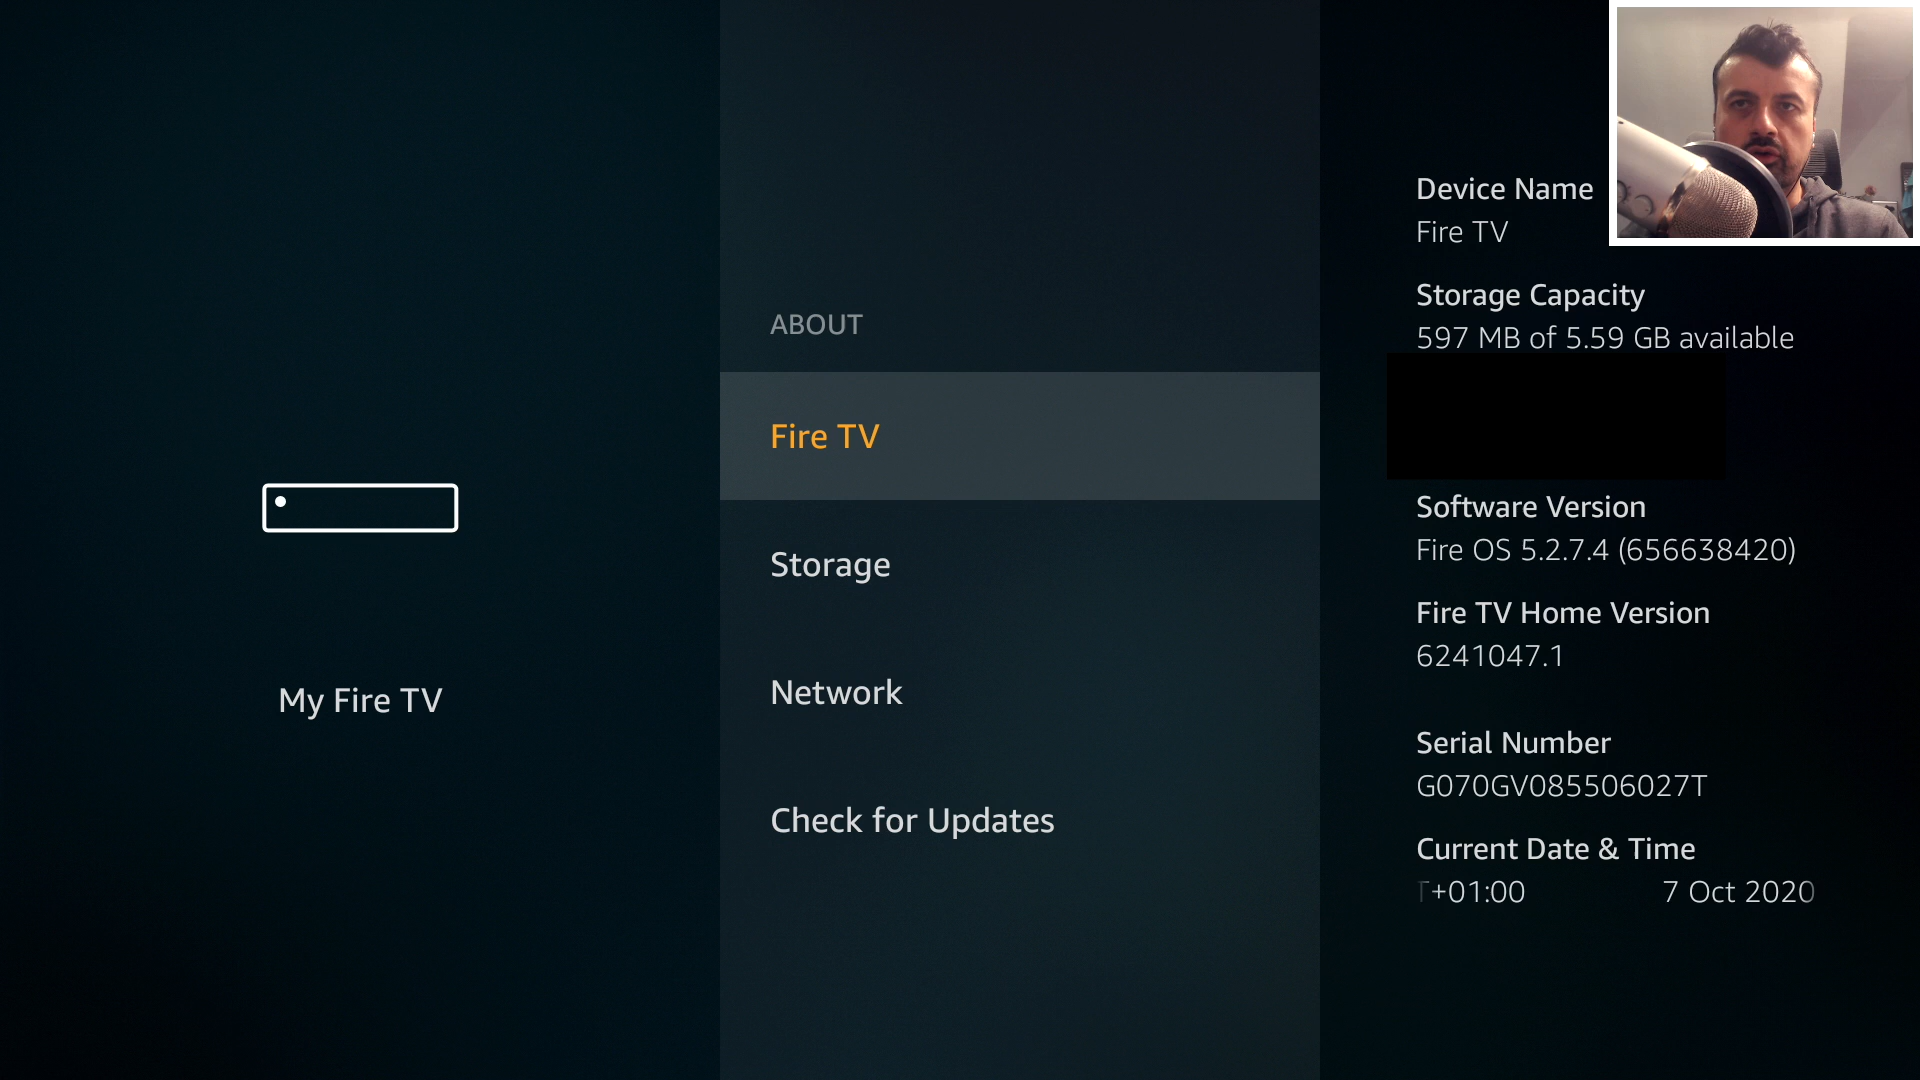 My Fire TV
ABOUT
Fire TV
Storage
Network
Check for Updates
Device Name
Fire TV
Storage Capacity
597 MB of 5.59 GB available
Software Version
Fire OS 5.2.7.4 (656638420)
Fire TV Home Version
6241047.1
Serial Number
G070GV085506027T
Current Date & Time
T+01:00 7 Oct 2020